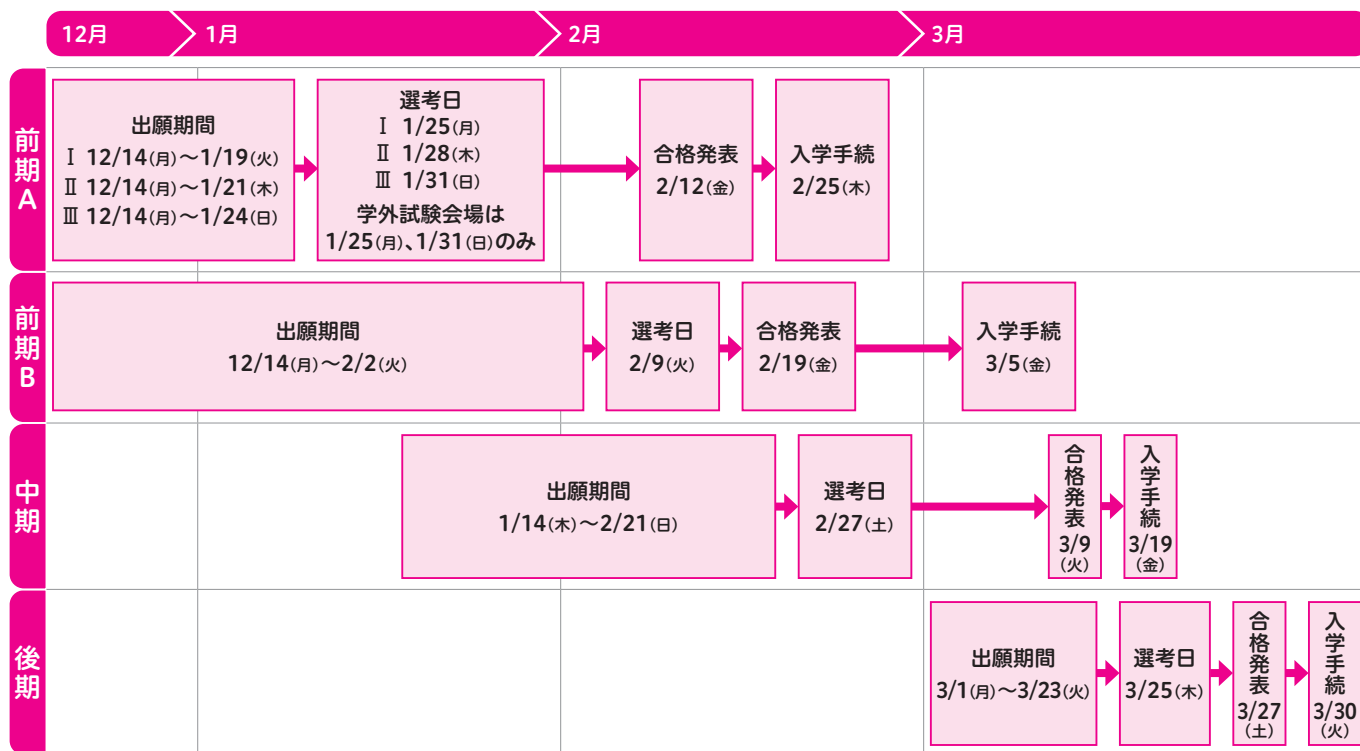 12月
1月
2月
3月
前期A
出願期間
Ⅰ 12/14(月)～1/19(火)
Ⅱ 12/14(月)～1/21(木)
Ⅲ 12/14(月)～1/24(日)
選考日
Ⅰ 1/25(月)
Ⅱ 1/28(木)
Ⅲ 1/31(日)
学外試験会場は
1/25(月)、1/31(日)のみ
合格発表
2/12(金)
入学手続
2/25(木)
前期B
出願期間
12/14(月)～2/2(火)
選考日
2/9(火)
合格発表
2/19(金)
入学手続
3/5(金)
中期
出願期間
1/14(木)～2/21(日)
選考日
2/27(土)
合格発表
3/9
(火)
入学手続
3/19
(金)
後期
出願期間
3/1(月)～3/23(火)
選考日
3/25(木)
合格発表
3/27
(土)
入学手続
3/30
(火)